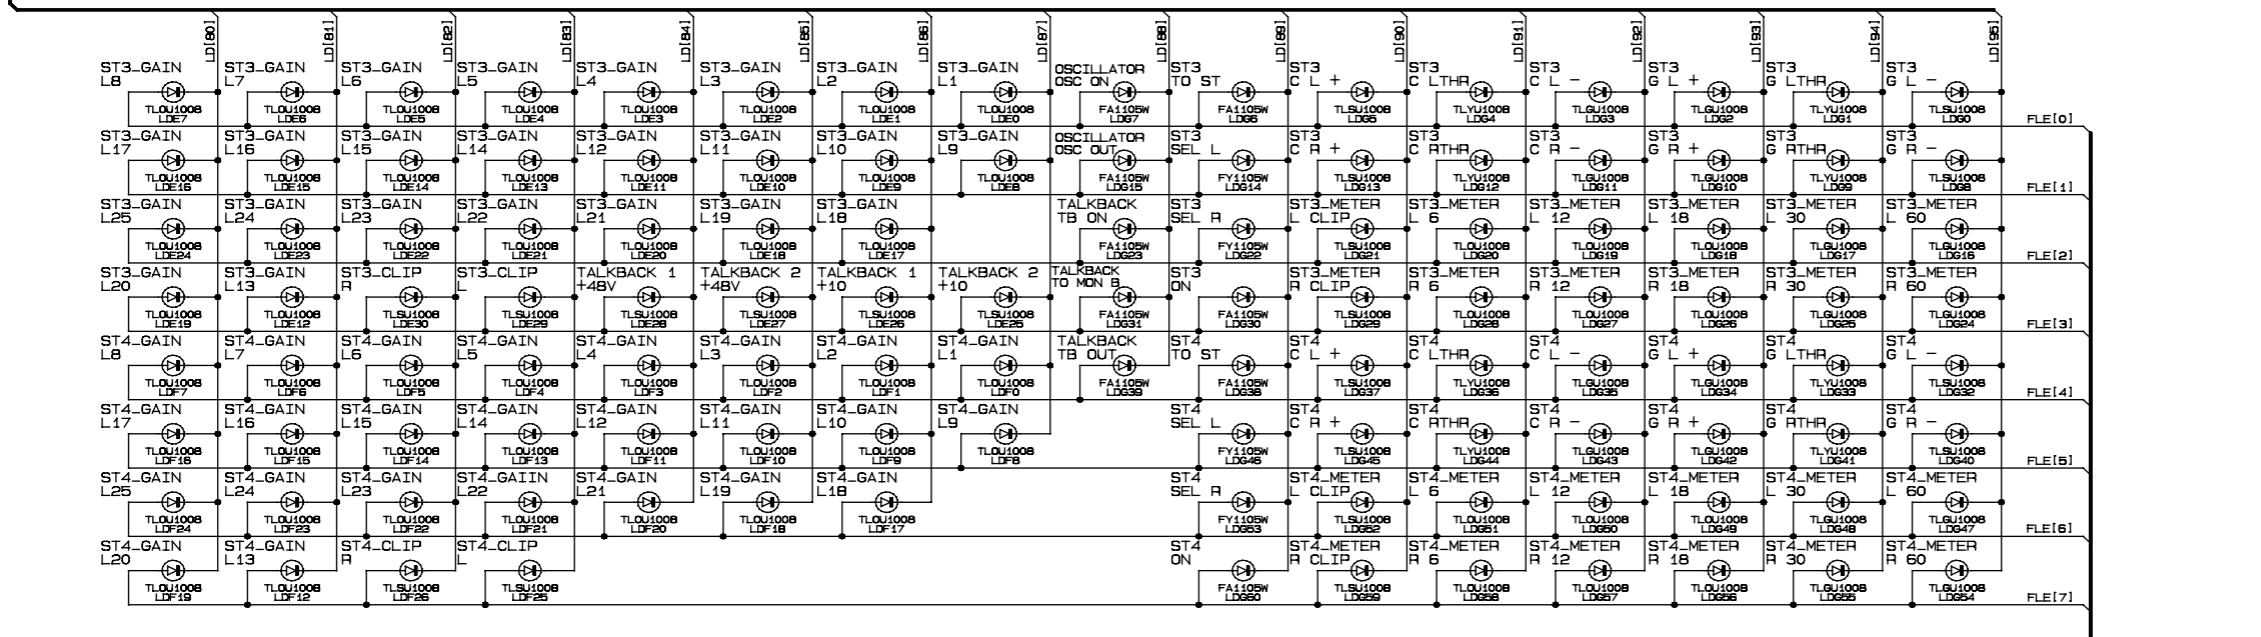 LD[80] LD[81] LD[82] LD[83] LD[84] LD[85] LD[86] LD[87] LD[88] LD[89] LD[90] LD[91] LD[92] LD[93] LD[94] LD[95]
ST3_GAIN ST3_GAIN ST3_GAIN ST3_GAIN ST3_GAIN ST3_GAIN ST3_GAIN ST3_GAIN OSCILLATOR ST3 ST3 ST3 ST3 ST3 ST3 ST3
L8 L7 L6 L5 L4 L3 L2 L1 OSC ON TO ST C L + C LTHR C L - G L + G LTHR G L -
TLOU1008 TLOU1008 TLOU1008 TLOU1008 TLOU1008 TLOU1008 TLOU1008 TLOU1008 FA1105W FA1105W TLSU1008 TLYU1008 TLGU1008 TLGU1008 TLYU1008 TLSU1008
LDE7 LDE6 LDE5 LDE4 LDE3 LDE2 LDE1 LDE0 LDG7 LDG6 LDG5 LDG4 LDG3 LDG2 LDG1 LDG0 FLE[0]
ST3_GAIN ST3_GAIN ST3_GAIN ST3_GAIN ST3_GAIN ST3_GAIN ST3_GAIN ST3_GAIN OSCILLATOR ST3 ST3 ST3 ST3 ST3 ST3 ST3
L17 L16 L15 L14 L12 L11 L10 L9 OSC OUT SEL L C R + C RTHR C R - G R + G RTHR G R -
TLOU1008 TLOU1008 TLOU1008 TLOU1008 TLOU1008 TLOU1008 TLOU1008 TLOU1008 FA1105W FY1105W TLSU1008 TLYU1008 TLGU1008 TLGU1008 TLYU1008 TLSU1008
LDE16 LDE15 LDE14 LDE13 LDE11 LDE10 LDE9 LDE8 LDG15 LDG14 LDG13 LDG12 LDG11 LDG10 LDG9 LDG8 FLE[1]
ST3_GAIN ST3_GAIN ST3_GAIN ST3_GAIN ST3_GAIN ST3_GAIN ST3_GAIN TALKBACK ST3 ST3_METER ST3_METER ST3_METER ST3_METER ST3_METER ST3_METER
L25 L24 L23 L22 L21 L19 L18 TB ON SEL R L CLIP L 6 L 12 L 18 L 30 L 60
TLOU1008 TLOU1008 TLOU1008 TLOU1008 TLOU1008 TLOU1008 TLOU1008 FA1105W FY1105W TLSU1008 TLOU1008 TLOU1008 TLGU1008 TLGU1008 TLGU1008
LDE24 LDE23 LDE22 LDE21 LDE20 LDE18 LDE17 LDG23 LDG22 LDG21 LDG20 LDG19 LDG18 LDG17 LDG16 FLE[2]
ST3_GAIN ST3_GAIN ST3_CLIP ST3_CLIP TALKBACK 1 TALKBACK 2 TALKBACK 1 TALKBACK 2 TALKBACK ST3 ST3_METER ST3_METER ST3_METER ST3_METER ST3_METER ST3_METER
L20 L13 R L +48V +48V +10 +10 TO MON B ON R CLIP R 6 R 12 R 18 R 30 R 60
TLOU1008 TLOU1008 TLSU1008 TLSU1008 TLSU1008 TLSU1008 TLSU1008 TLSU1008 FA1105W FA1105W TLSU1008 TLOU1008 TLOU1008 TLGU1008 TLGU1008 TLGU1008
LDE19 LDE12 LDE30 LDE29 LDE28 LDE27 LDE26 LDE25 LDG31 LDG30 LDG29 LDG28 LDG27 LDG26 LDG25 LDG24 FLE[3]
ST4_GAIN ST4_GAIN ST4_GAIN ST4_GAIN ST4_GAIN ST4_GAIN ST4_GAIN ST4_GAIN TALKBACK ST4 ST4 ST4 ST4 ST4 ST4 ST4
L8 L7 L6 L5 L4 L3 L2 L1 TB OUT TO ST C L + C LTHR C L - G L + G LTHR G L -
TLOU1008 TLOU1008 TLOU1008 TLOU1008 TLOU1008 TLOU1008 TLOU1008 TLOU1008 FA1105W FA1105W TLSU1008 TLYU1008 TLGU1008 TLGU1008 TLYU1008 TLSU1008
LDF7 LDF6 LDF5 LDF4 LDF3 LDF2 LDF1 LDF0 LDG39 LDG38 LDG37 LDG36 LDG35 LDG34 LDG33 LDG32 FLE[4]
ST4_GAIN ST4_GAIN ST4_GAIN ST4_GAIN ST4_GAIN ST4_GAIN ST4_GAIN ST4_GAIN ST4 ST4 ST4 ST4 ST4 ST4 ST4
L17 L16 L15 L14 L12 L11 L10 L9 SEL L C R + C RTHR C R - G R + G RTHR G R -
TLOU1008 TLOU1008 TLOU1008 TLOU1008 TLOU1008 TLOU1008 TLOU1008 TLOU1008 FY1105W TLSU1008 TLYU1008 TLGU1008 TLGU1008 TLYU1008 TLSU1008
LDF16 LDF15 LDF14 LDF13 LDF11 LDF10 LDF9 LDF8 LDG46 LDG45 LDG44 LDG43 LDG42 LDG41 LDG40 FLE[5]
ST4_GAIN ST4_GAIN ST4_GAIN ST4_GAIIN ST4_GAIN ST4_GAIN ST4_GAIN ST4 ST4_METER ST4_METER ST4_METER ST4_METER ST4_METER ST4_METER
L25 L24 L23 L22 L21 L19 L18 SEL R L CLIP L 6 L 12 L 18 L 30 L 60
TLOU1008 TLOU1008 TLOU1008 TLOU1008 TLOU1008 TLOU1008 TLOU1008 FY1105W TLSU1008 TLOU1008 TLOU1008 TLGU1008 TLGU1008 TLGU1008
LDF24 LDF23 LDF22 LDF21 LDF20 LDF18 LDF17 LDG53 LDG52 LDG51 LDG50 LDG49 LDG48 LDG47 FLE[6]
ST4_GAIN ST4_GAIN ST4_CLIP ST4_CLIP ST4 ST4_METER ST4_METER ST4_METER ST4_METER ST4_METER ST4_METER
L20 L13 R L ON R CLIP R 6 R 12 R 18 R 30 R 60
TLOU1008 TLOU1008 TLSU1008 TLSU1008 FA1105W TLSU1008 TLOU1008 TLOU1008 TLGU1008 TLGU1008 TLGU1008
LDF19 LDF12 LDF26 LDF25 LDG60 LDG59 LDG58 LDG57 LDG56 LDG55 LDG54 FLE[7]